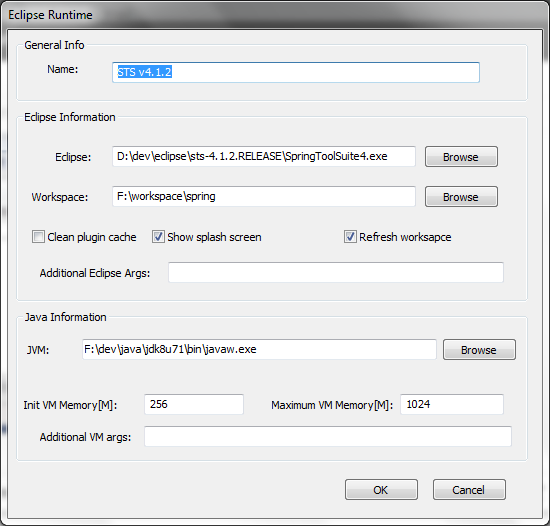 Eclipse Runtime
General Info
Name: STS v4.1.2
Eclipse Information
Eclipse: D:\dev\eclipse\sts-4.1.2.RELEASE\SpringToolSuite4.exe Browse
Workspace: F:\workspace\spring Browse
Clean plugin cache Show splash screen Refresh worksapce
Additional Eclipse Args:
Java Information
JVM: F:\dev\java\jdk8u71\bin\javaw.exe Browse
Init VM Memory[M]: 256 Maximum VM Memory[M]: 1024
Additional VM args:
OK Cancel